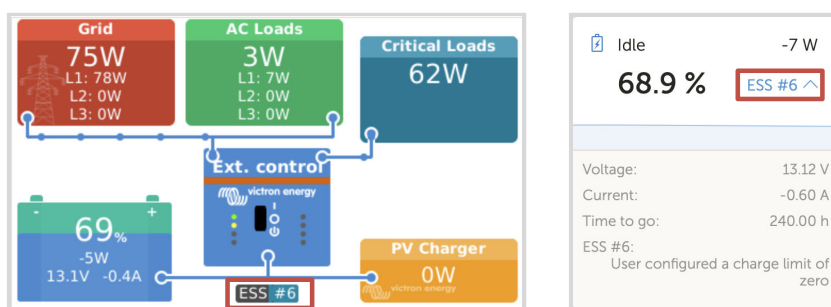 Grid
75W
L1: 78W
L2: 0W
L3: 0W
AC Loads
3W
L1: 7W
L2: 0W
L3: 0W
Critical Loads
62W
Ext. control
victron energy
- +
69%
-5W
13.1V -0.4A
ESS #6
PV Charger
0W
victron energy
Idle -7 W
68.9 % ESS #6
Voltage: 13.12 V
Current: -0.60 A
Time to go: 240.00 h
ESS #6:
User configured a charge limit of
zero